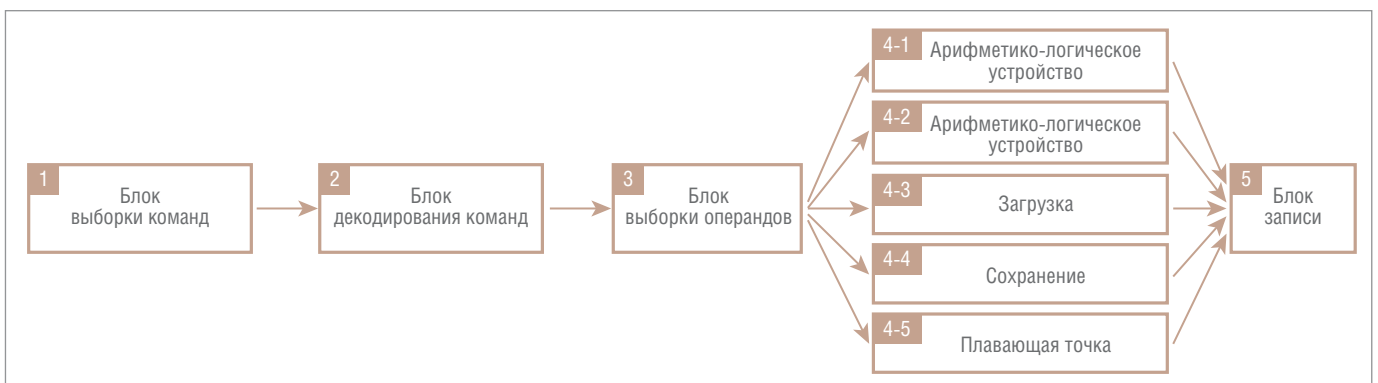 1
Блок
выборки команд
2
Блок
декодирования команд
3
Блок
выборки операндов
4-1
Арифметико-логическое
устройство
4-2
Арифметико-логическое
устройство
4-3
Загрузка
4-4
Сохранение
4-5
Плавающая точка
5
Блок
записи